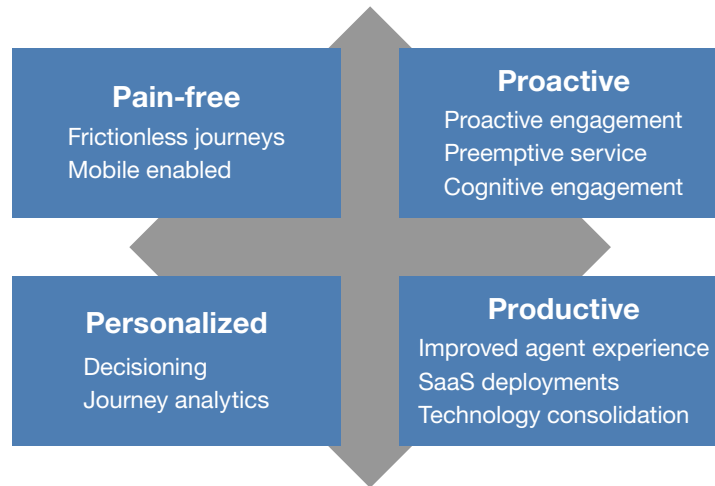 Pain-free
Frictionless journeys
Mobile enabled
Proactive
Proactive engagement
Preemptive service
Cognitive engagement
Personalized
Decisioning
Journey analytics
Productive
Improved agent experience
SaaS deployments
Technology consolidation